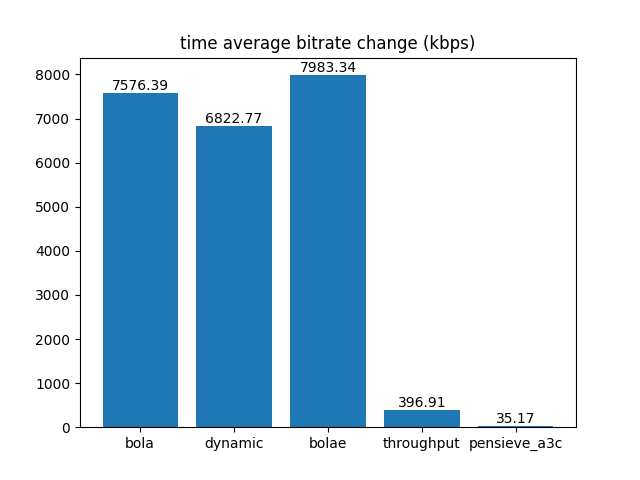 time average bitrate change (kbps)
8000
7000
6000
5000
4000
3000
2000
1000
0
7576.39
6822.77
7983.34
396.91
35.17
bola
dynamic
bolae
throughput
pensieve_a3c